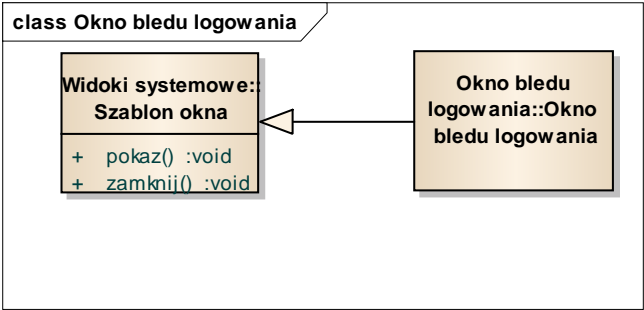 class Okno bledu logowania
Widoki systemowe::
Szablon okna
+ pokaz() :void
+ zamknij() :void
Okno bledu
logowania::Okno
bledu logowania